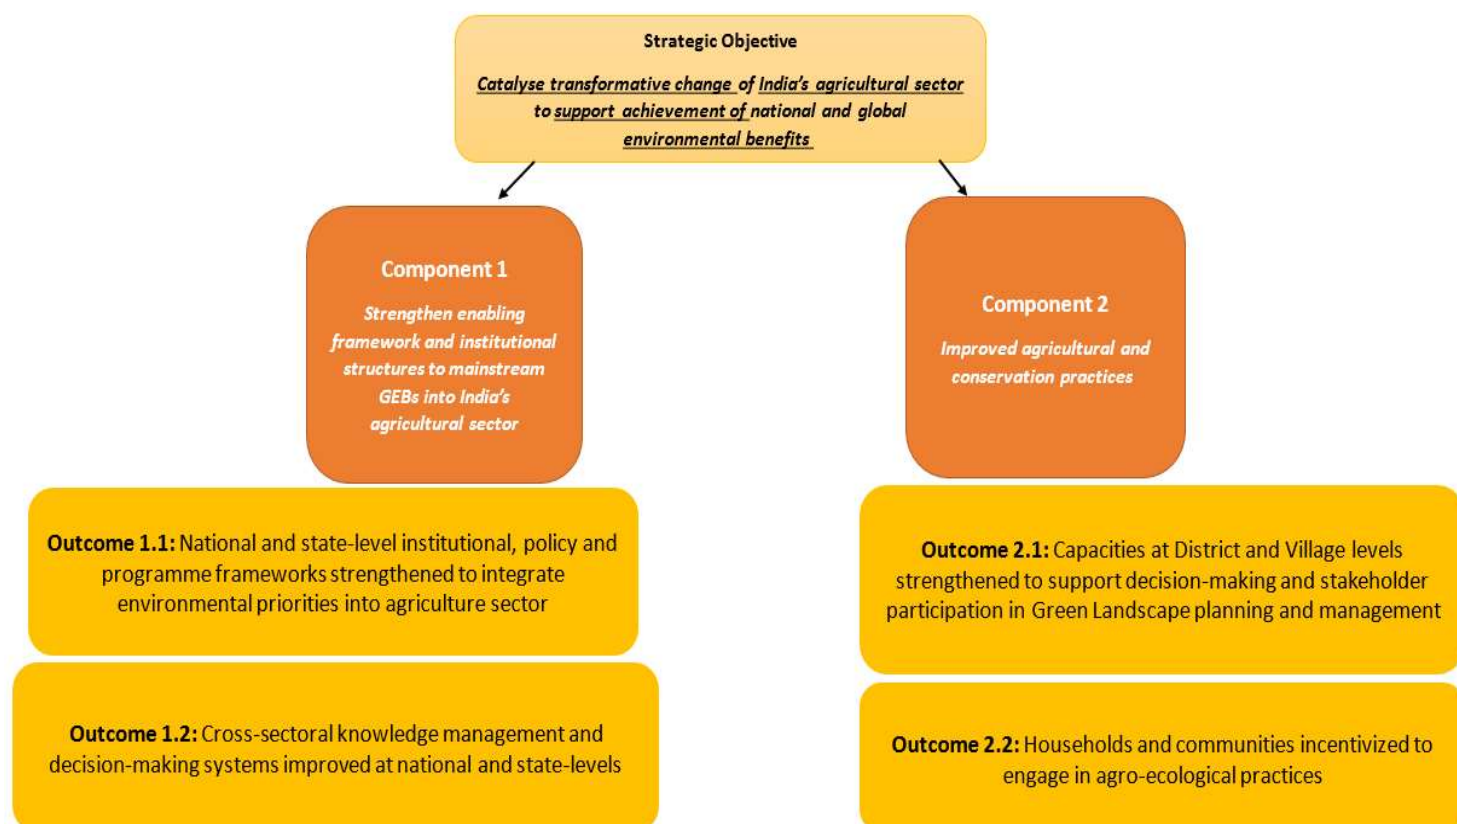 Strategic Objective
Catalyse transformative change of India's agricultural sector
to support achievement of national and global
environmental benefits
Component 1
Strengthen enabling
framework and institutional
structures to mainstream
GEBs into India's
agricultural sector
Component 2
Improved agricultural and
conservation practices
Outcome 1.1: National and state-level institutional, policy and
programme frameworks strengthened to integrate
environmental priorities into agriculture sector
Outcome 1.2: Cross-sectoral knowledge management and
decision-making systems improved at national and state-levels
Outcome 2.1: Capacities at District and Village levels
strengthened to support decision-making and stakeholder
participation in Green Landscape planning and management
Outcome 2.2: Households and communities incentivized to
engage in agro-ecological practices